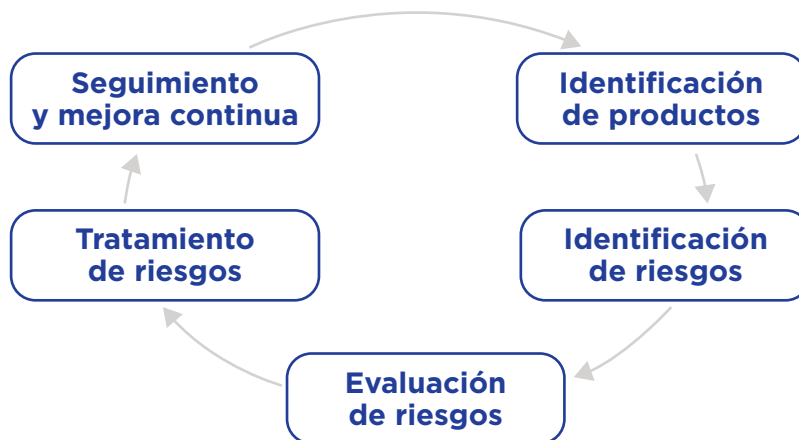 Seguimiento
y mejora continua
Identificación
de productos
Tratamiento
de riesgos
Identificación
de riesgos
Evaluación
de riesgos